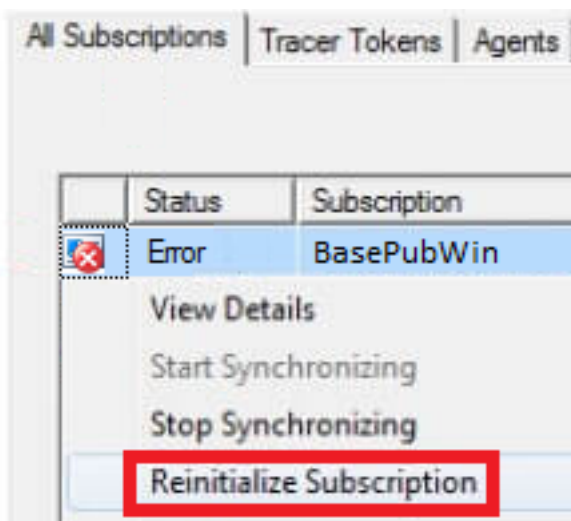 All Subscriptions Tracer Tokens Agents
Status Subscription
Error BasePubWin
View Details
Start Synchronizing
Stop Synchronizing
Reinitialize Subscription